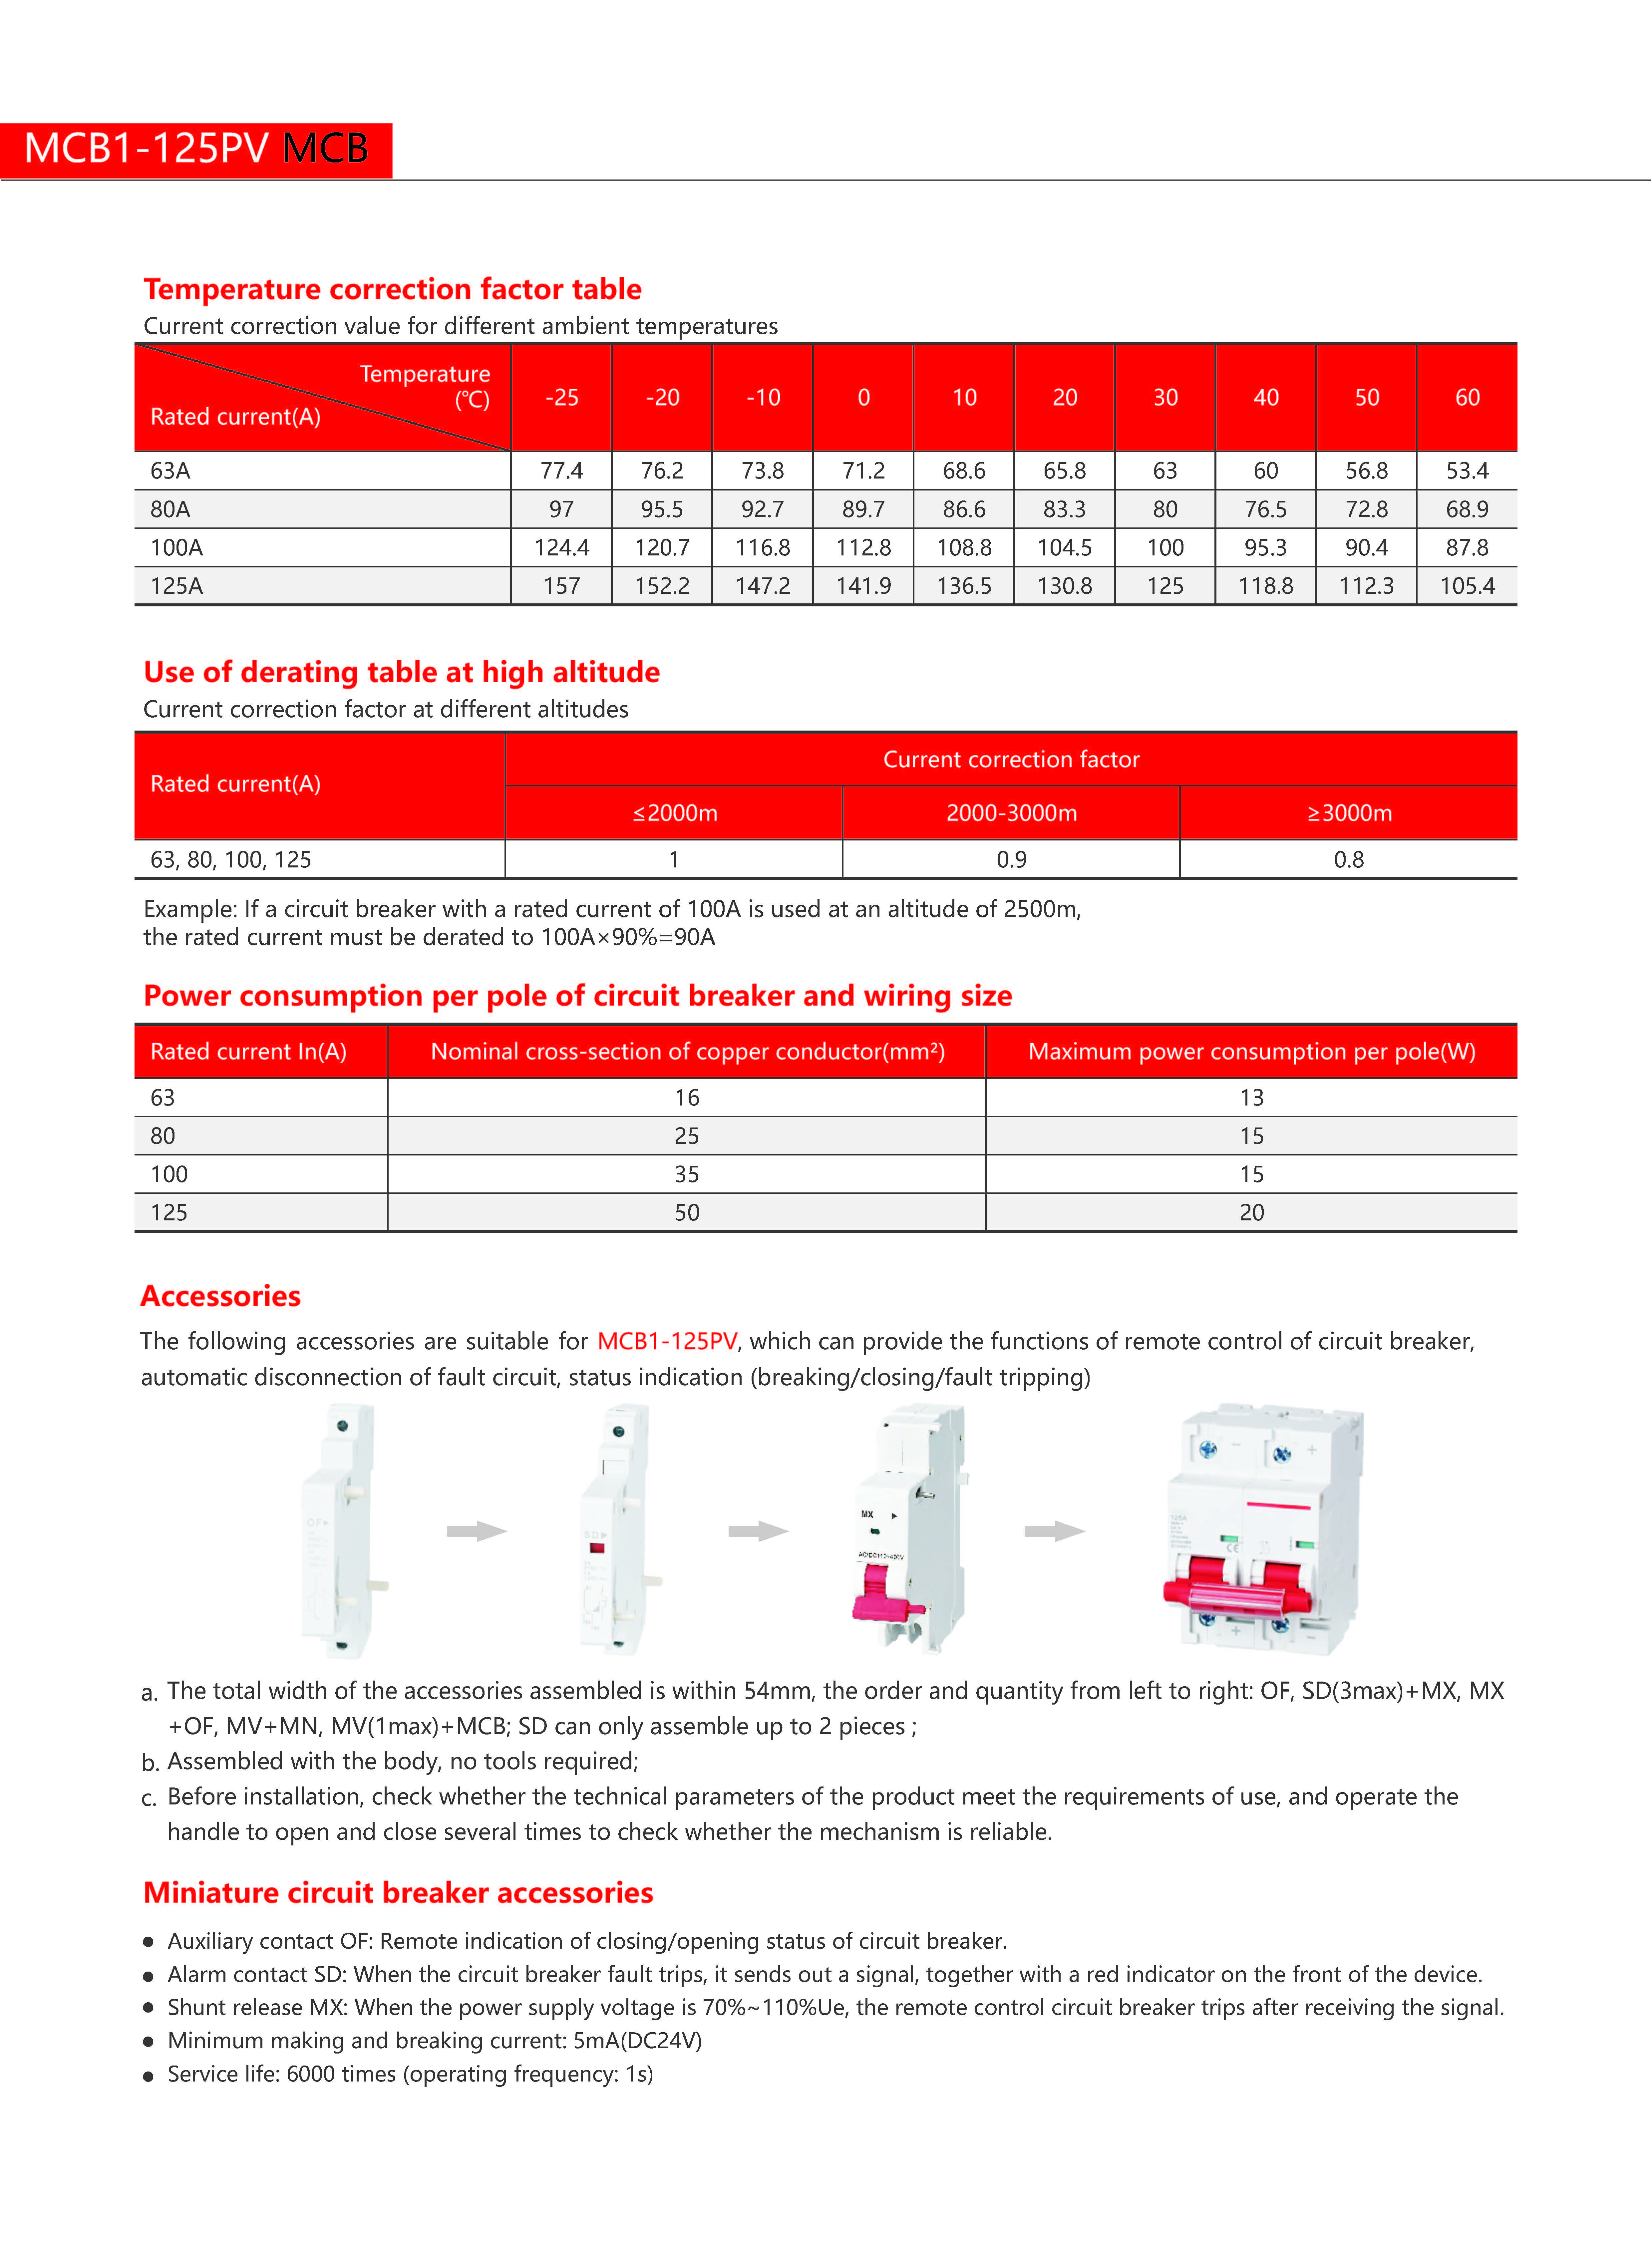 MCB1-125PV MCB
Temperature correction factor table
Current correction value for different ambient temperatures
Temperature (℃) Rated current(A) -25 -20 -10 0 10 20 30 40 50 60
63A 77.4 76.2 73.8 71.2 68.6 65.8 63 60 56.8 53.4
80A 97 95.5 92.7 89.7 86.6 83.3 80 76.5 72.8 68.9
100A 124.4 120.7 116.8 112.8 108.8 104.5 100 95.3 90.4 87.8
125A 157 152.2 147.2 141.9 136.5 130.8 125 118.8 112.3 105.4
Use of derating table at high altitude
Current correction factor at different altitudes
Rated current(A) Current correction factor
≤2000m 2000-3000m ≥3000m
63, 80, 100, 125 1 0.9 0.8
Example: If a circuit breaker with a rated current of 100A is used at an altitude of 2500m,
the rated current must be derated to 100A×90%=90A
Power consumption per pole of circuit breaker and wiring size
Rated current In(A) Nominal cross-section of copper conductor(mm²) Maximum power consumption per pole(W)
63 16 13
80 25 15
100 35 15
125 50 20
Accessories
The following accessories are suitable for MCB1-125PV, which can provide the functions of remote control of circuit breaker,
automatic disconnection of fault circuit, status indication (breaking/closing/fault tripping)
OF▸ SD▸ MX ▸ AC/DC110~400V 125A CE
a. The total width of the accessories assembled is within 54mm, the order and quantity from left to right: OF, SD(3max)+MX, MX
+OF, MV+MN, MV(1max)+MCB; SD can only assemble up to 2 pieces ;
b. Assembled with the body, no tools required;
c. Before installation, check whether the technical parameters of the product meet the requirements of use, and operate the
handle to open and close several times to check whether the mechanism is reliable.
Miniature circuit breaker accessories
● Auxiliary contact OF: Remote indication of closing/opening status of circuit breaker.
● Alarm contact SD: When the circuit breaker fault trips, it sends out a signal, together with a red indicator on the front of the device.
● Shunt release MX: When the power supply voltage is 70%~110%Ue, the remote control circuit breaker trips after receiving the signal.
● Minimum making and breaking current: 5mA(DC24V)
● Service life: 6000 times (operating frequency: 1s)